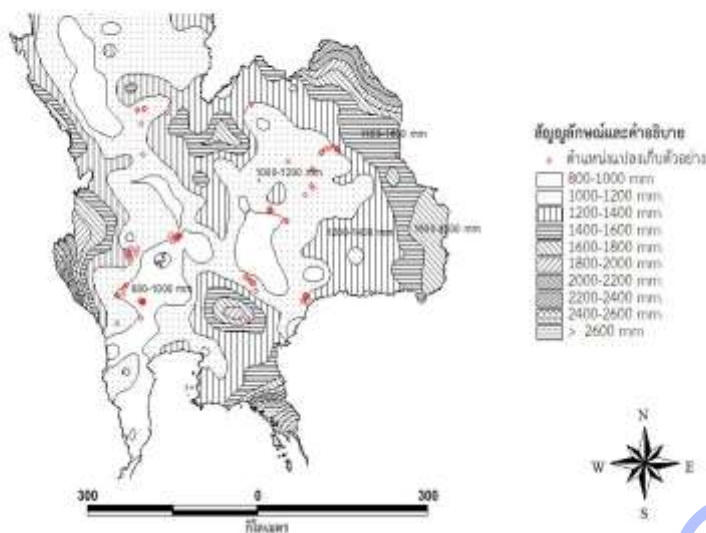 1000-1200 mm
800-1000 mm
สัญญลักษณ์และคำอธิบาย
ตำแหน่งแปลงเก็บตัวอย่าง
800-1000 mm
1000-1200 mm
1200-1400 mm
1400-1600 mm
1600-1800 mm
1800-2000 mm
2000-2200 mm
2200-2400 mm
2400-2600 mm
> 2600 mm
N
W E
S
300 0 300
กิโลเมตร